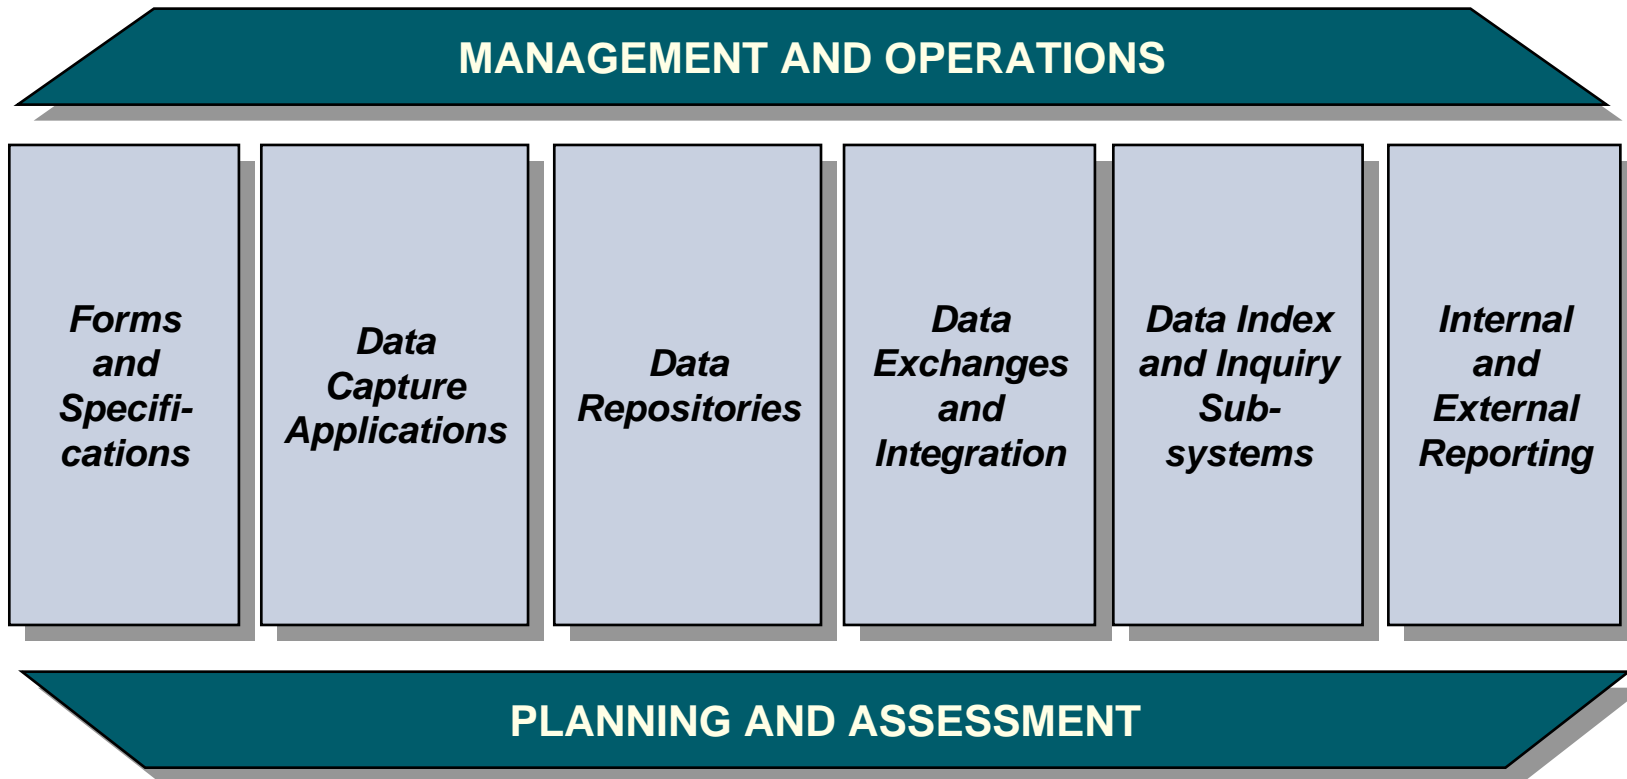 MANAGEMENT AND OPERATIONS
Forms
and
Specifi-
cations
Data
Capture
Applications
Data
Repositories
Data
Exchanges
and
Integration
Data Index
and Inquiry
Sub-
systems
Internal
and
External
Reporting
PLANNING AND ASSESSMENT